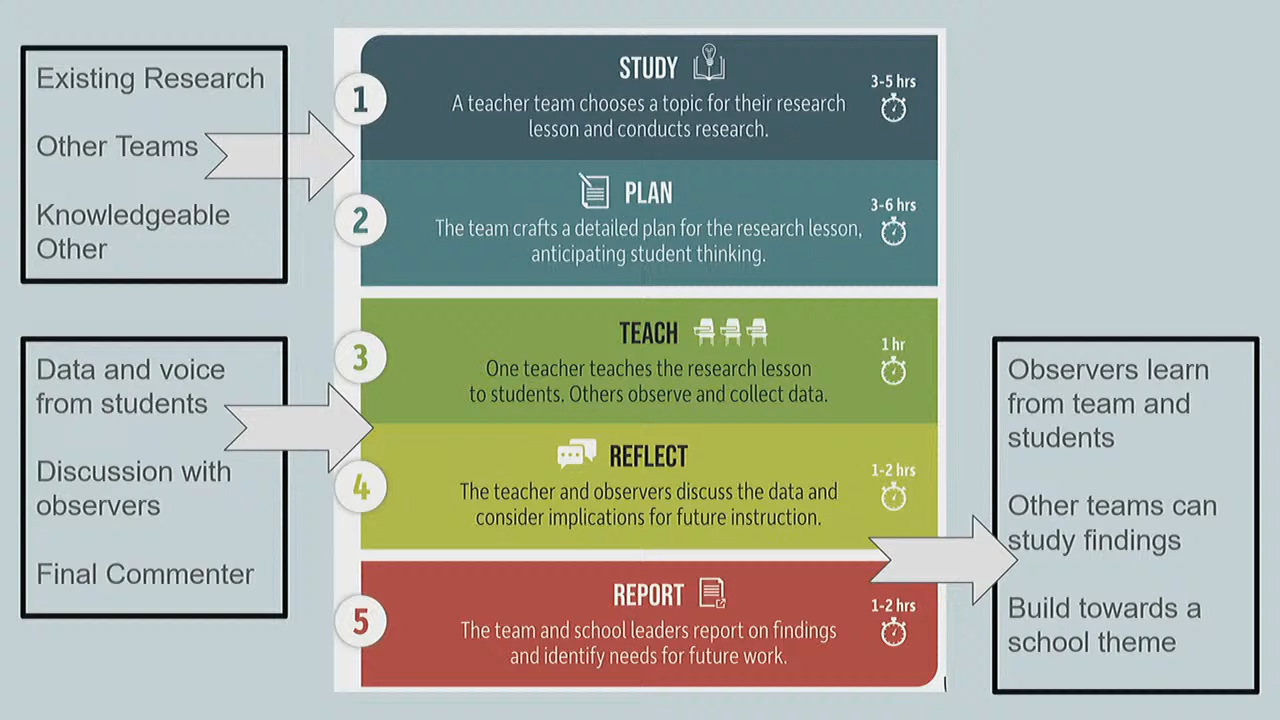 Existing Research
Other Teams
Knowledgeable
Other
Data and voice
from students
Discussion with
observers
Final Commenter
1
STUDY
3-5 hrs
A teacher team chooses a topic for their research
lesson and conducts research.
2
PLAN
3-6 hrs
The team crafts a detailed plan for the research lesson,
anticipating student thinking.
3
TEACH
1 hr
One teacher teaches the research lesson
to students. Others observe and collect data.
4
REFLECT
1-2 hrs
The teacher and observers discuss the data and
consider implications for future instruction.
5
REPORT
1-2 hrs
The team and school leaders report on findings
and identify needs for future work.
Observers learn
from team and
students
Other teams can
study findings
Build towards a
school theme